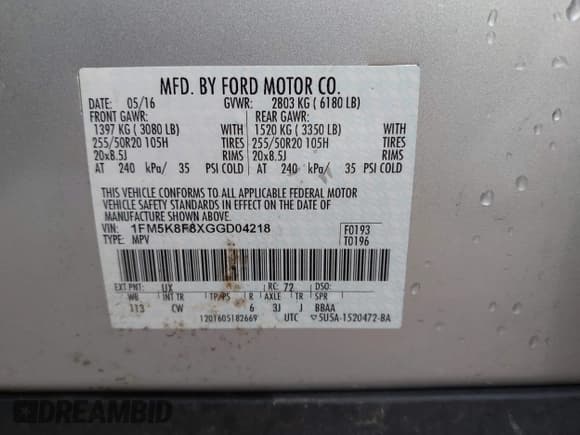 MFD. BY FORD MOTOR CO.
DATE: 05/16 GVWR: 2803 KG ( 6180 LB)
FRONT GAWR: REAR GAWR:
1397 KG ( 3080 LB) WITH 1520 KG ( 3350 LB) WITH
255/50R20 105H TIRES 255/50R20 105H TIRES
20x8.5J RIMS 20x8.5J RIMS
AT 240 kPa/ 35 PSI COLD AT 240 kPa/ 35 PSI COLD
THIS VEHICLE CONFORMS TO ALL APPLICABLE FEDERAL MOTOR
VEHICLE SAFETY STANDARDS IN EFFECT ON THE DATE OF
MANUFACTURE SHOWN ABOVE.
VIN: 1FM5K8F8XGGD04218 F0193
TYPE: MPV T0196
EXT PNT: UX RC: 72 DSO:
WB INT TR TP/PS R AXLE TR SPR
113 CW 6 3J J BBAA
1201605182669 UTC ▽5U5A-1520472-BA
DREAMBID